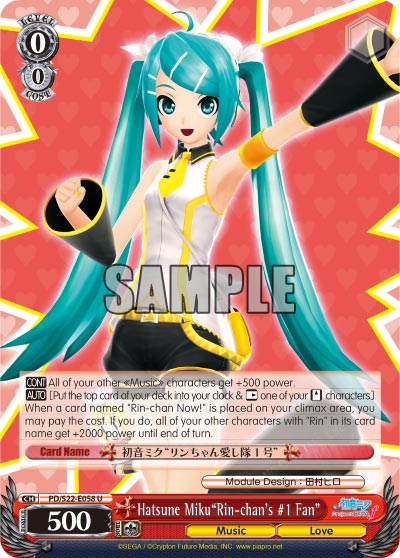 LEVEL
0
0
COST
SAMPLE
CONT All of your other «Music» characters get +500 power.
AUTO [Put the top card of your deck into your clock & one of your characters]
When a card named "Rin-chan Now!" is placed on your climax area, you
may pay the cost. If you do, all of your other characters with "Rin" in its card
name get +2000 power until end of turn.
Card Name 初音ミク“リンちゃん愛し隊1号”
Module Design：田村ヒロ
CH PD/S22-E058 U
500
Hatsune Miku“Rin-chan's #1 Fan”
初音ミク
Music
Love
©SEGA / ©Crypton Future Media, INC. www.piapro.net